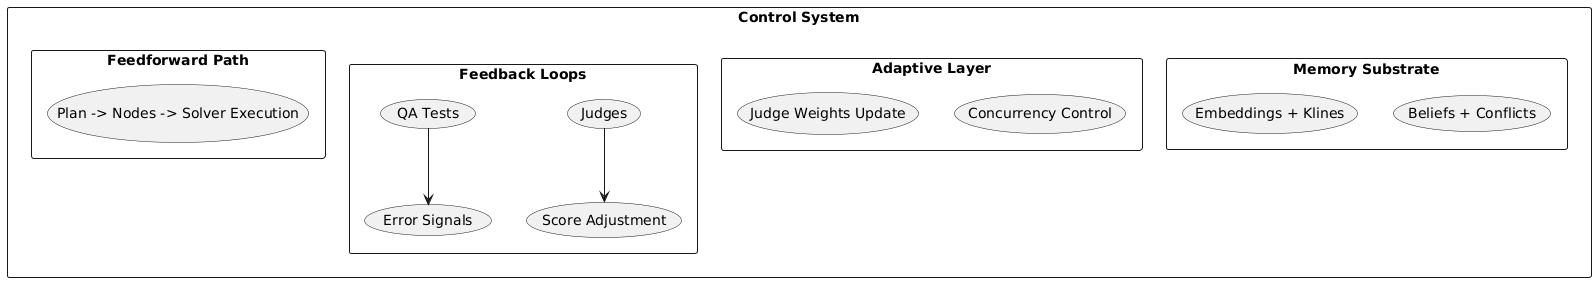 Control System
Feedforward Path
Plan -> Nodes -> Solver Execution
Feedback Loops
QA Tests
Judges
Error Signals
Score Adjustment
Adaptive Layer
Judge Weights Update
Concurrency Control
Memory Substrate
Embeddings + Klines
Beliefs + Conflicts